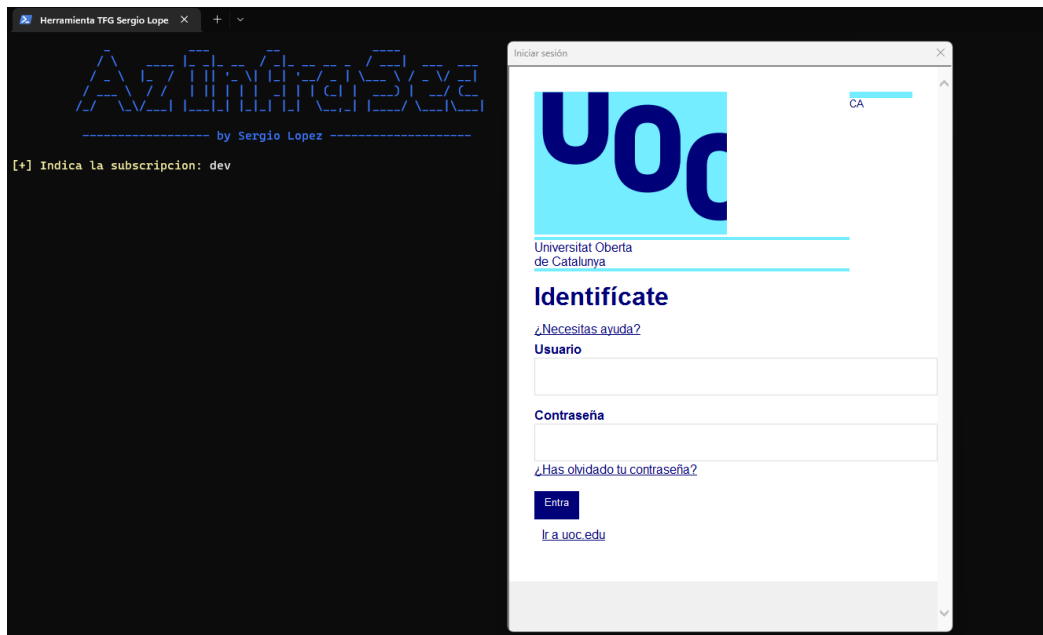 Herramienta TFG Sergio Lope
AzInfraSec
------------------ by Sergio Lopez --------------------
[+] Indica la subscripcion: dev
Iniciar sesión
UOC
CA
Universitat Oberta
de Catalunya
Identifícate
¿Necesitas ayuda?
Usuario
Contraseña
¿Has olvidado tu contraseña?
Entra
Ir a uoc.edu